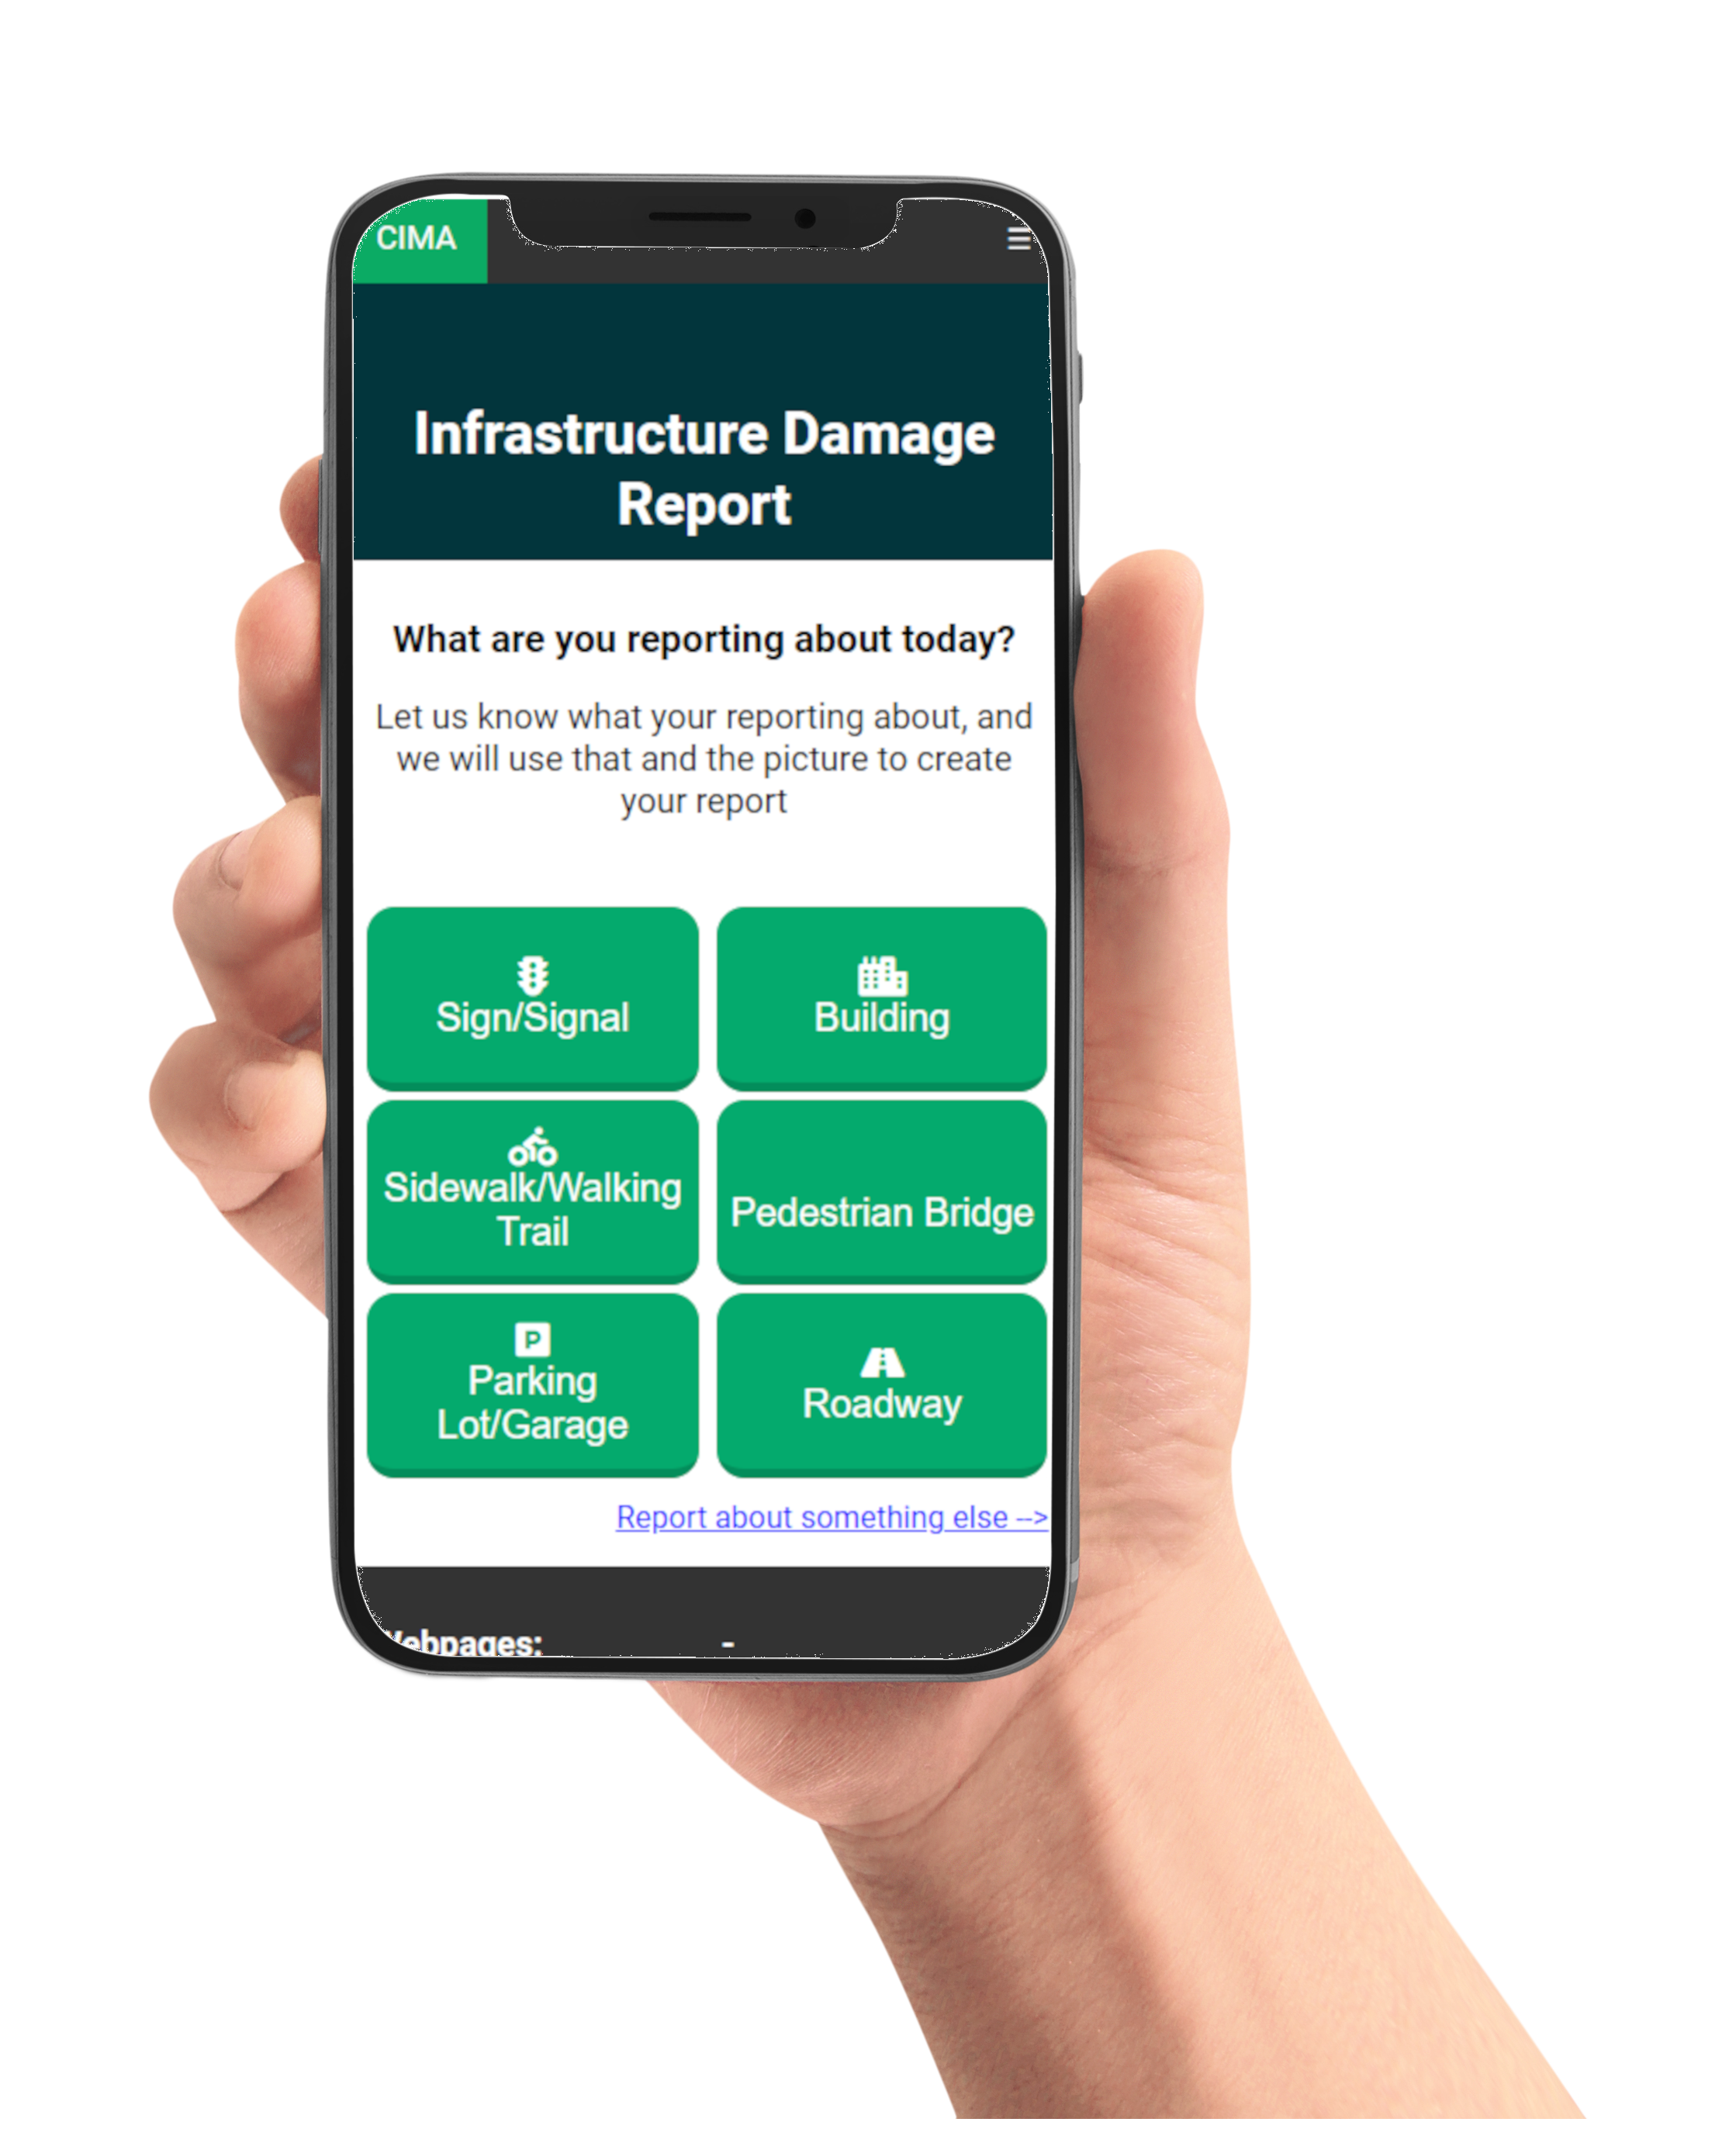 CIMA
Infrastructure Damage
Report
What are you reporting about today?
Let us know what your reporting about, and
we will use that and the picture to create
your report
Sign/Signal
Building
Sidewalk/Walking
Trail
Pedestrian Bridge
P
Parking
Lot/Garage
Roadway
Report about something else -->
Webpages: -